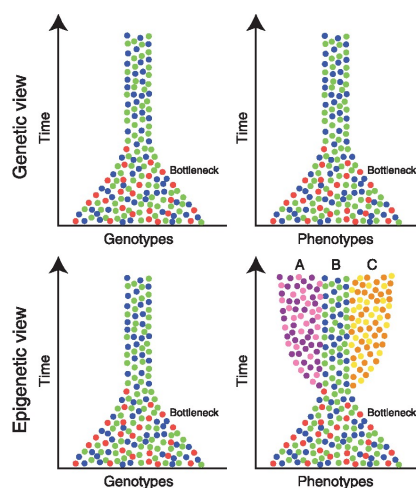 Genetic view
Time
Bottleneck
Genotypes
Time
Bottleneck
Phenotypes
Epigenetic view
Time
Bottleneck
Genotypes
A B C
Time
Bottleneck
Phenotypes